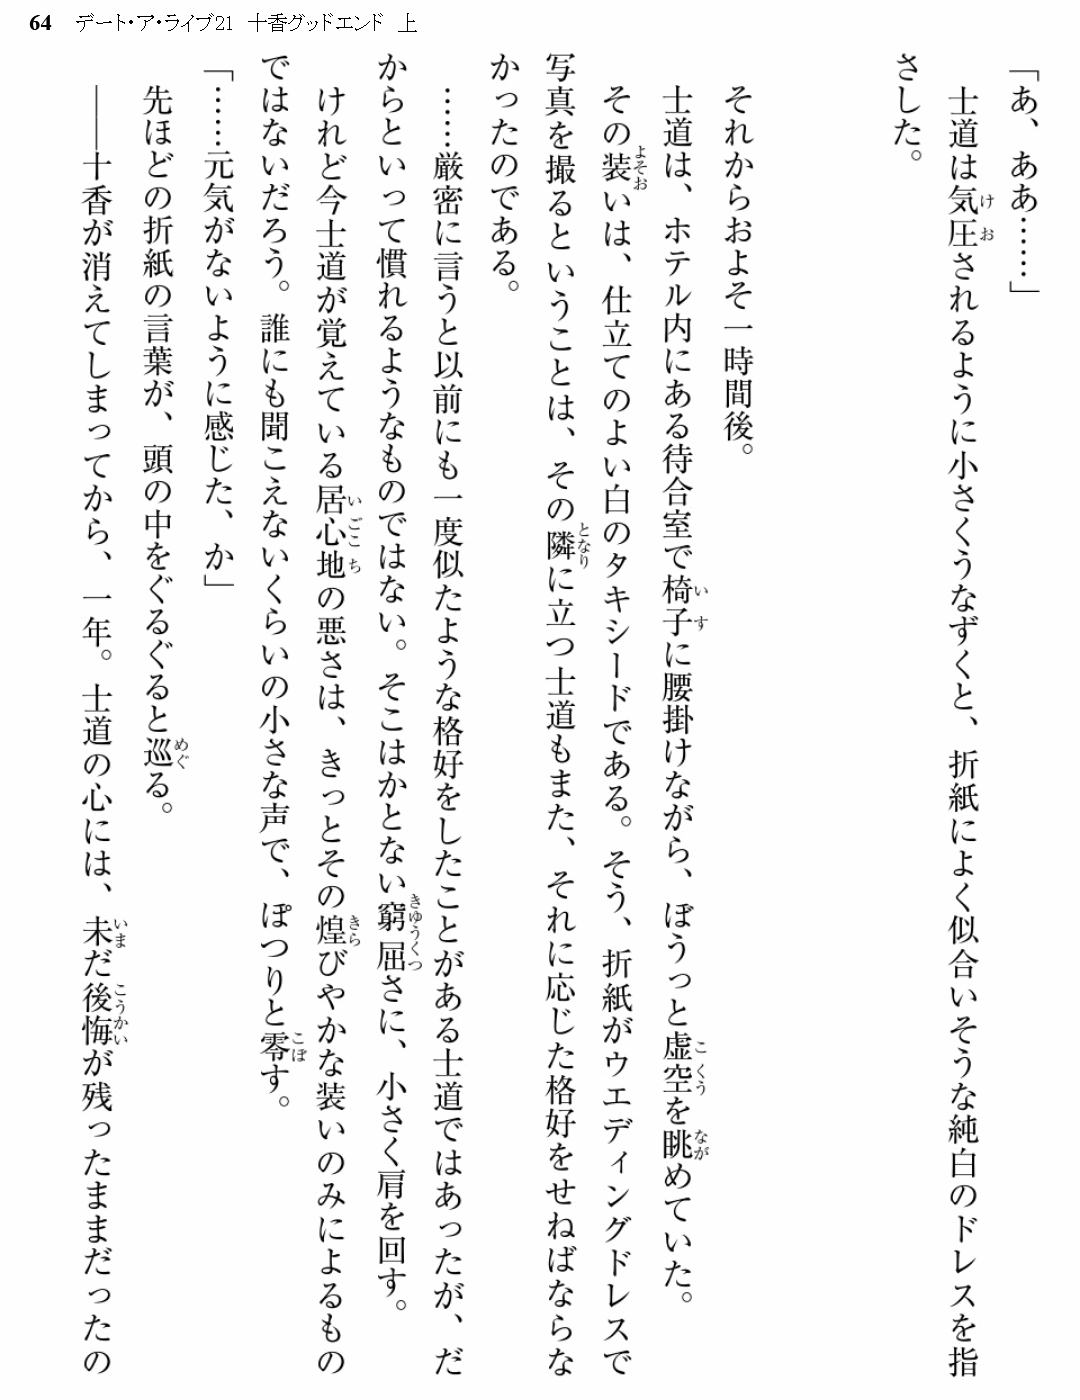 64 デート・ア・ライブ21 十香グッドエンド 上
「あ、ああ……」
士道は気圧されるように小さくうなずくと、折紙によく似合いそうな純白のドレスを指
さした。
それからおよそ一時間後。
士道は、ホテル内にある待合室で椅子に腰掛けながら、ぼうっと虚空を眺めていた。
その装いは、仕立てのよい白のタキシードである。そう、折紙がウエディングドレスで
写真を撮るということは、その隣に立つ士道もまた、それに応じた格好をせねばならな
かったのである。
……厳密に言うと以前にも一度似たような格好をしたことがある士道ではあったが、だ
からといって慣れるようなものではない。そこはかとない窮屈さに、小さく肩を回す。
けれど今士道が覚えている居心地の悪さは、きっとその煌びやかな装いのみによるもの
ではないだろう。誰にも聞こえないくらいの小さな声で、ぽつりと零す。
「……元気がないように感じた、か」
先ほどの折紙の言葉が、頭の中をぐるぐると巡る。
――十香が消えてしまってから、一年。士道の心には、未だ後悔が残ったままだったの